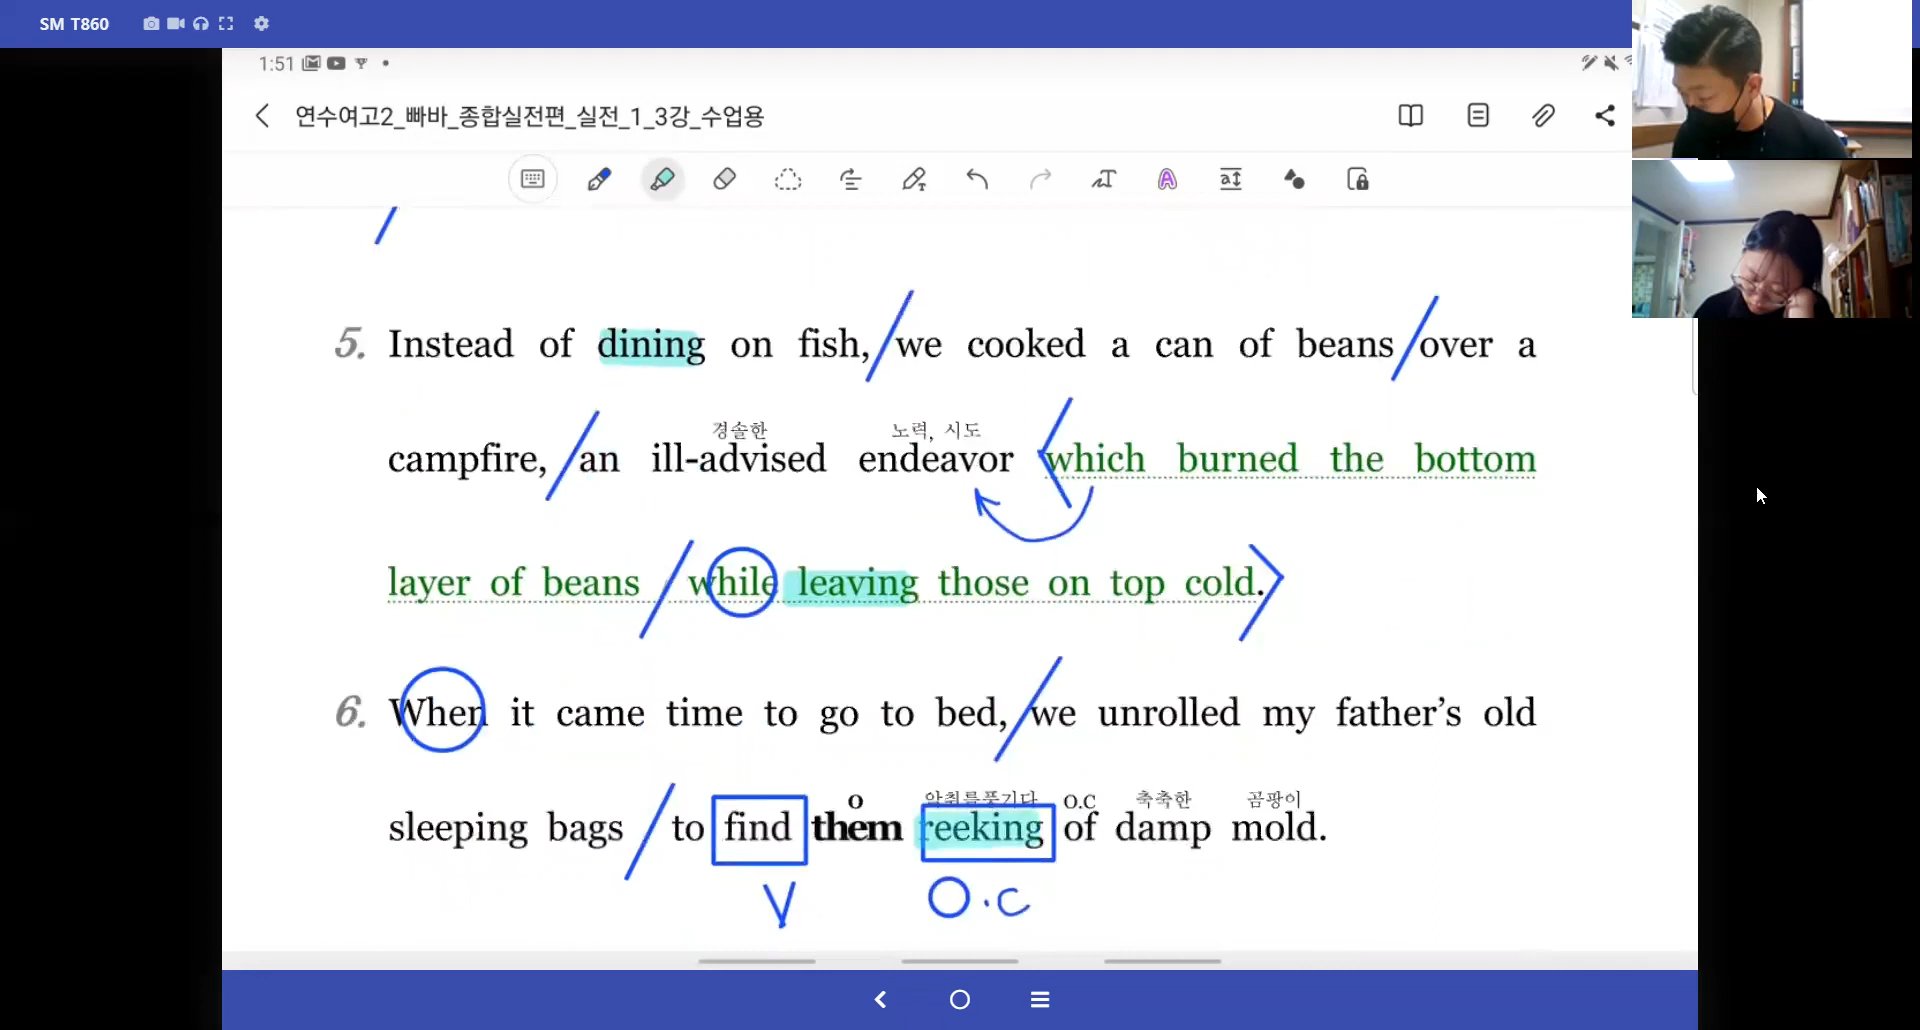 SM T860
1:51
연수여고2_빠바_종합실전편_실전_1_3강_수업용
5. Instead of dining on fish, we cooked a can of beans over a
경솔한 노력, 시도
campfire, an ill-advised endeavor which burned the bottom
layer of beans while leaving those on top cold.
6. When it came time to go to bed, we unrolled my father’s old
O 악취를풍기다 O.C 축축한 곰팡이
sleeping bags to find them reeking of damp mold.
V O.C